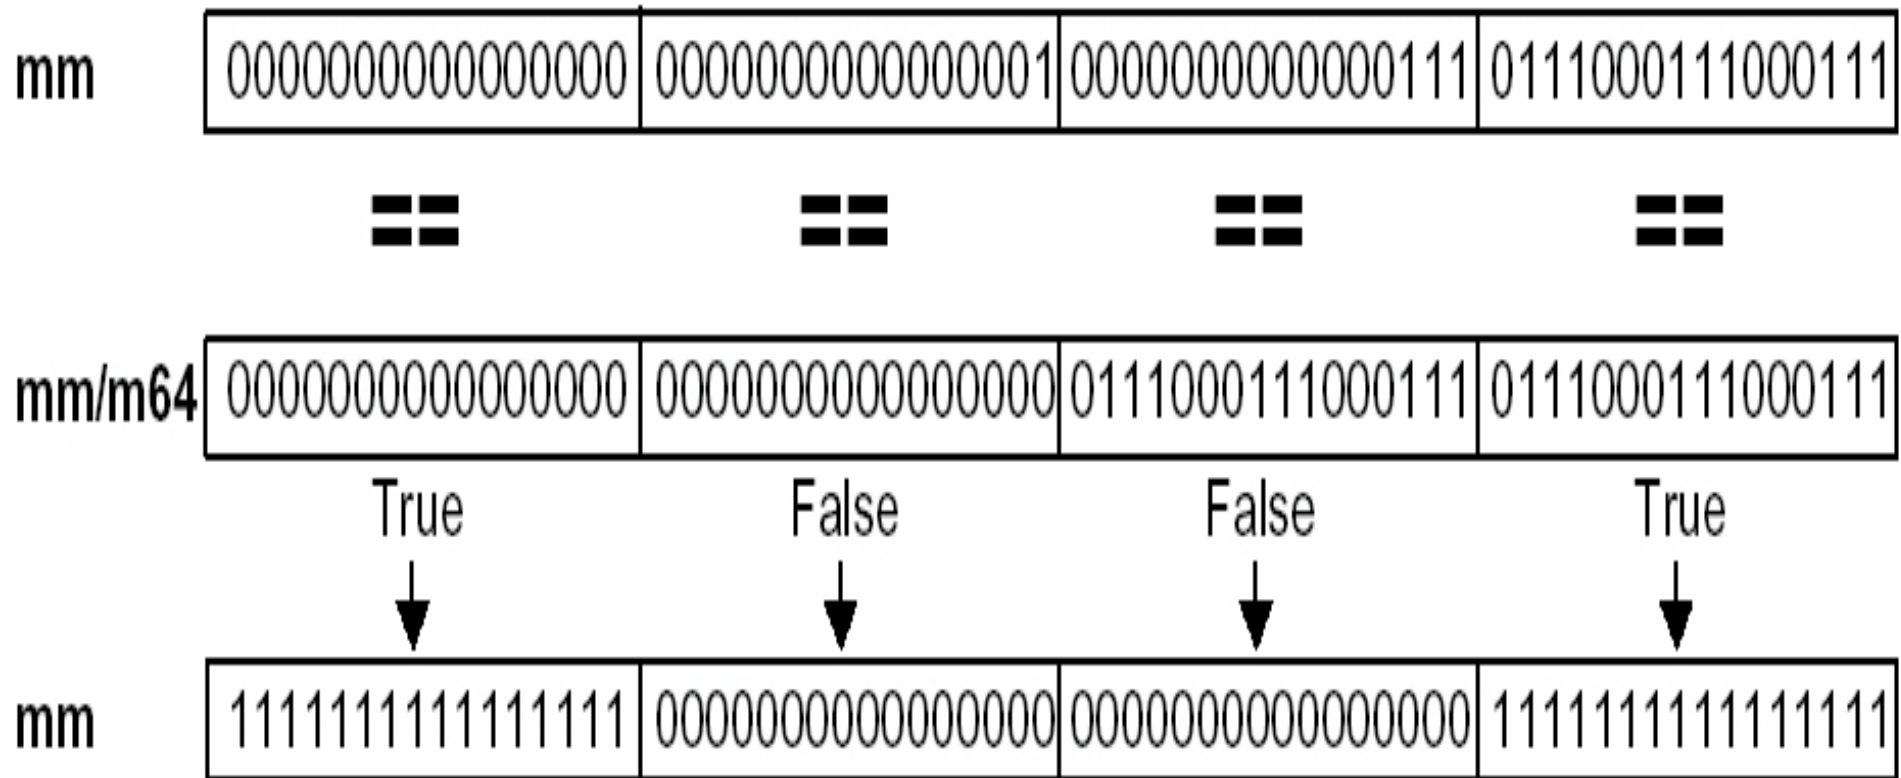 mm 0000000000000000 0000000000000001 0000000000000111 0111000111000111
== == == ==
mm/m64 0000000000000000 0000000000000000 0111000111000111 0111000111000111
True False False True
mm 1111111111111111 0000000000000000 0000000000000000 1111111111111111